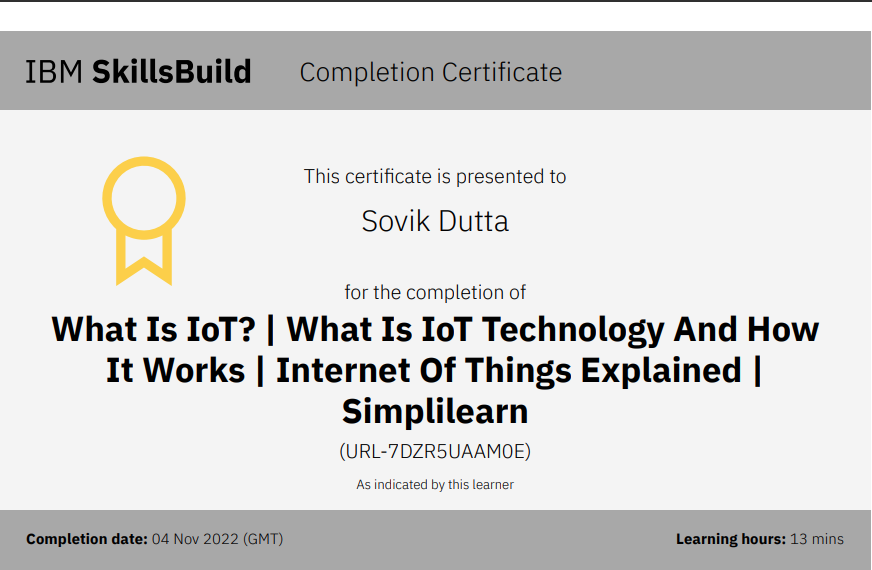 IBM SkillsBuild Completion Certificate
This certificate is presented to
Sovik Dutta
for the completion of
What Is IoT? | What Is IoT Technology And How
It Works | Internet Of Things Explained |
Simplilearn
(URL-7DZR5UAAM0E)
As indicated by this learner
Completion date: 04 Nov 2022 (GMT) Learning hours: 13 mins